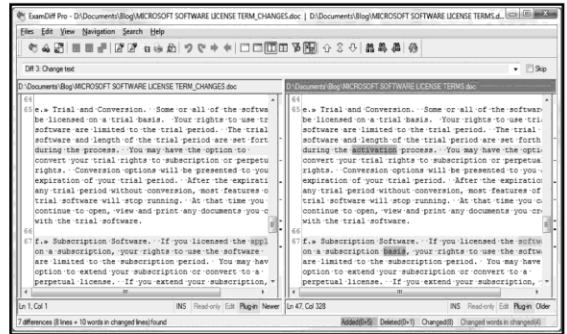 ExamDiff Pro - D:\Documents\Blog\MICROSOFT SOFTWARE LICENSE TERM_CHANGES.doc | D:\Documents\Blog\MICROSOFT SOFTWARE LICENSE TERMS.d...
Files Edit View Navigation Search Help
Diff 3: Change text
Skip
D:\Documents\Blog\MICROSOFT SOFTWARE LICENSE TERM_CHANGES.doc
64
65 e.» Trial·and·Conversion.··Some·or·all·of·the·softwa
be·licensed·on·a·trial·basis.··Your·rights·to·use·tr
software·are·limited·to·the·trial·period.··The·trial
software·and·length·of·the·trial·period·are·set·fort
during·the·process.··You·may·have·the·option·to·
convert·your·trial·rights·to·subscription·or·perpetu
rights.··Conversion·options·will·be·presented·to·you
expiration·of·your·trial·period.··After·the·expirati
any·trial·period·without·conversion,·most·features·o
trial·software·will·stop·running.··At·that·time·you·
continue·to·open,·view·and·print·any·documents·you·c
with·the·trial·software.
66
67 f.» Subscription·Software.··If·you·licensed·the·appl
on·a·subscription,·your·rights·to·use·the·software·
are·limited·to·the·subscription·period.··You·may·hav
option·to·extend·your·subscription·or·convert·to·a·
perpetual·license.··If·you·extend·your·subscription,·
D:\Documents\Blog\MICROSOFT SOFTWARE LICENSE TERMS.doc
64
65 e.» Trial·and·Conversion.··Some·or·all·of·the·software
be·licensed·on·a·trial·basis.··Your·rights·to·use·tria
software·are·limited·to·the·trial·period.··The·trial·
software·and·length·of·the·trial·period·are·set·forth
during·the·activation·process.··You·may·have·the·optio
convert·your·trial·rights·to·subscription·or·perpetual
rights.··Conversion·options·will·be·presented·to·you·
expiration·of·your·trial·period.··After·the·expiration
any·trial·period·without·conversion,·most·features·of
trial·software·will·stop·running.··At·that·time·you·ca
continue·to·open,·view·and·print·any·documents·you·cr
with·the·trial·software.
66
67 f.» Subscription·Software.··If·you·licensed·the·softwa
on·a·subscription·basis,·your·rights·to·use·the·softwa
are·limited·to·the·subscription·period.··You·may·have
option·to·extend·your·subscription·or·convert·to·a·
perpetual·license.··If·you·extend·your·subscription,·
Ln 1, Col 1 INS Read-only Edit Plug-in Newer
Ln 47, Col 328 INS Read-only Edit Plug-in Older
7 differences (8 lines + 10 words in changed lines) found
Added(0+5) Deleted(0+1) Changed(8) Changed words in changed(4)